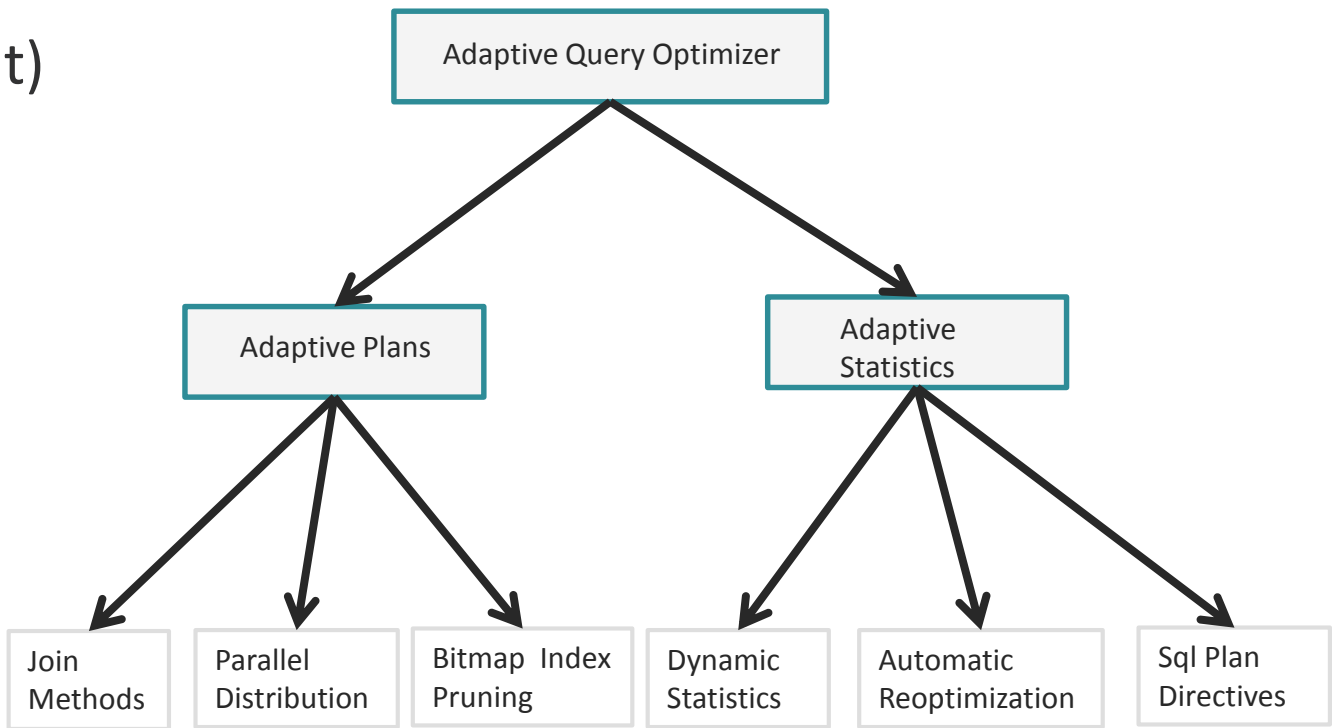 t)
Adaptive Query Optimizer
Adaptive Plans
Adaptive
Statistics
Join
Methods
Parallel
Distribution
Bitmap Index
Pruning
Dynamic
Statistics
Automatic
Reoptimization
Sql Plan
Directives